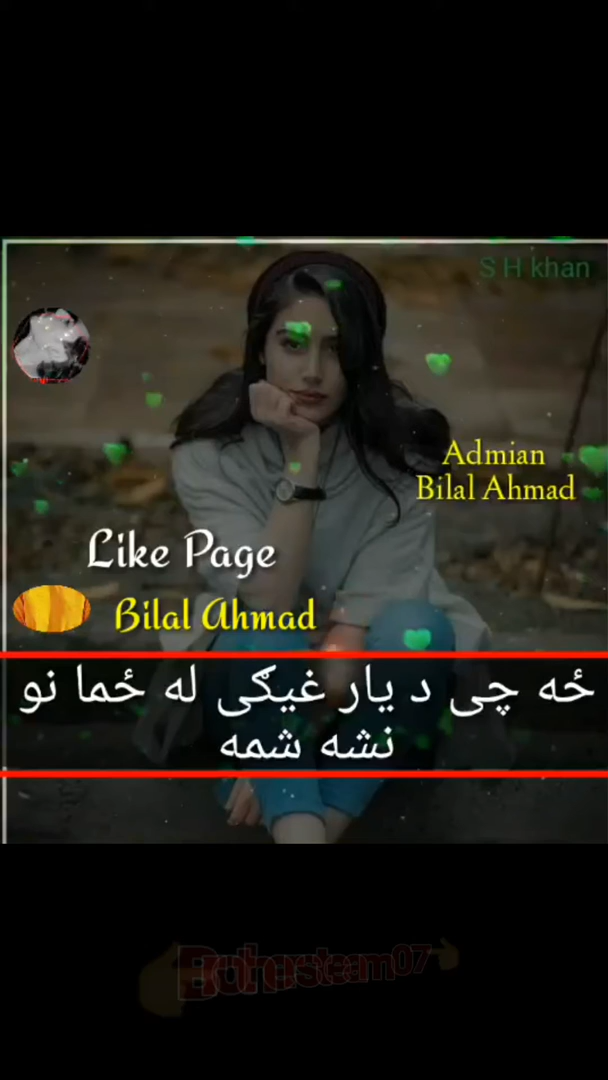 S H khan
Admian
Bilal Ahmad
Like Page
Bilal Ahmad
ځه چی د یار غیګی له ځما نو
نشه شمه